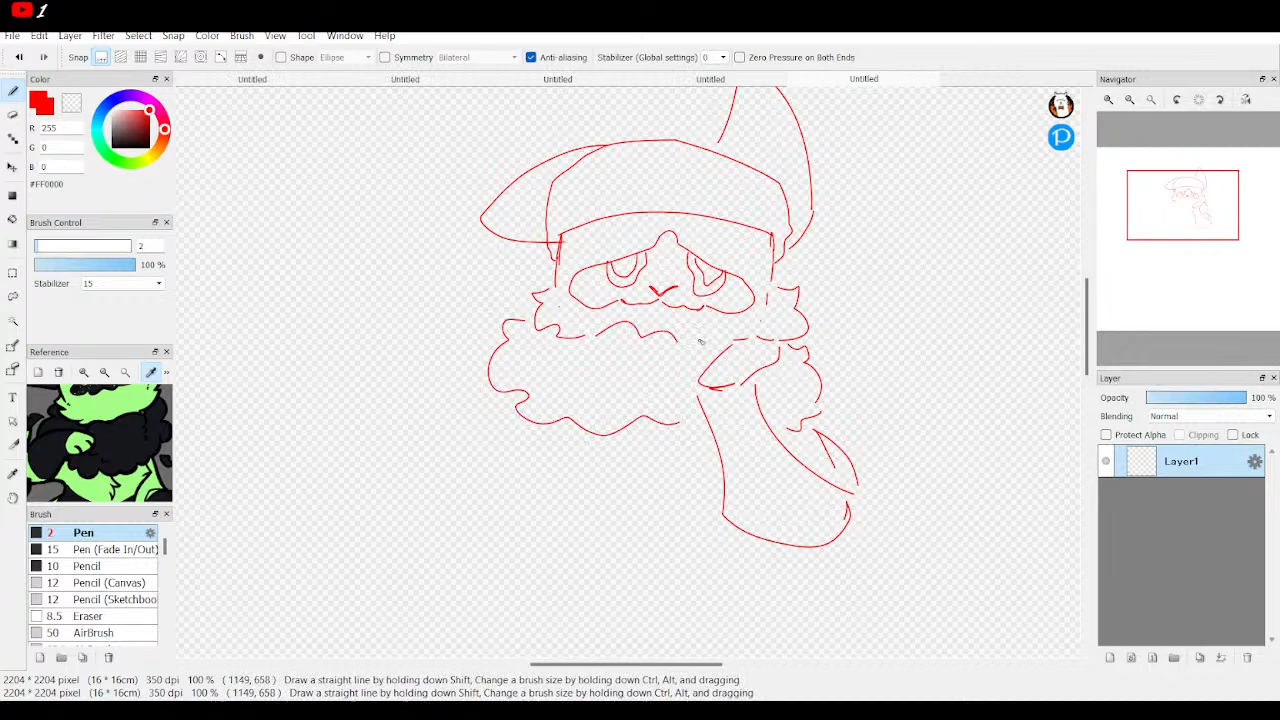 1
File Edit Layer Filter Select Snap Color Brush View Tool Window Help
Snap Shape Ellipse Symmetry Bilateral Anti-aliasing Stabilizer (Global settings) 0 Zero Pressure on Both Ends
Color Untitled Untitled Untitled Untitled Untitled Navigator
R 255
G 0
B 0
#FF0000
Brush Control
2
100 %
Stabilizer 15
Reference
Brush
2 Pen
15 Pen (Fade In/Out)
10 Pencil
12 Pencil (Canvas)
12 Pencil (Sketchboo
8.5 Eraser
50 AirBrush
Layer
Opacity 100 %
Blending Normal
Protect Alpha Clipping Lock
Layer1
2204 * 2204 pixel (16 * 16cm) 350 dpi 100 % ( 1149, 658 ) Draw a straight line by holding down Shift, Change a brush size by holding down Ctrl, Alt, and dragging
2204 * 2204 pixel (16 * 16cm) 350 dpi 100 % ( 1149, 658 ) Draw a straight line by holding down Shift, Change a brush size by holding down Ctrl, Alt, and dragging